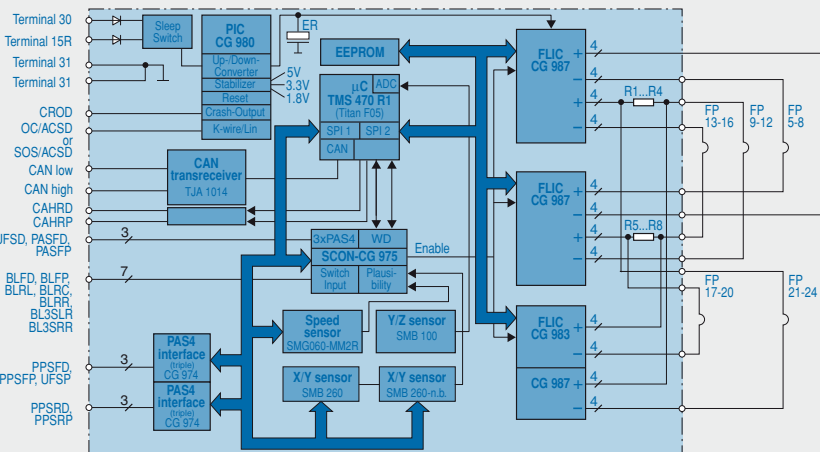 Terminal 30
Terminal 15R
Terminal 31
Terminal 31
CROD
OC/ACSD
or
SOS/ACSD
CAN low
CAN high
CAHRD
CAHRP
UFSD, PASFD,
PASFP
BLFD, BLFP,
BLRL, BLRC,
BLRR,
BL3SLR
BL3SRR
PPSFD,
PPSFP, UFSP
PPSRD,
PPSRP
3
7
3
3
Sleep
Switch
PIC
CG 980
Up-/Down-
Converter
Stabilizer
Reset
Crash-Output
K-wire/Lin
5V
3.3V
1.8V
ER
EEPROM
µC
ADC
TMS 470 R1
(Titan F05)
SPI 1
SPI 2
CAN
CAN
transreceiver
TJA 1014
3xPAS4
WD
SCON-CG 975
Switch
Input
Plausi-
bility
Enable
Speed
sensor
SMG060-MM2R
Y/Z sensor
SMB 100
X/Y sensor
SMB 260
X/Y sensor
SMB 260-n.b.
PAS4
interface
(triple)
CG 974
PAS4
interface
(triple)
CG 974
FLIC
CG 987
+
−
+
−
4
4
4
4
FLIC
CG 987
+
−
+
−
4
4
4
4
FLIC
CG 983
+
−
4
4
CG 987
+
−
4
4
R1...R4
R5...R8
FP
13-16
FP
9-12
FP
5-8
FP
17-20
FP
21-24